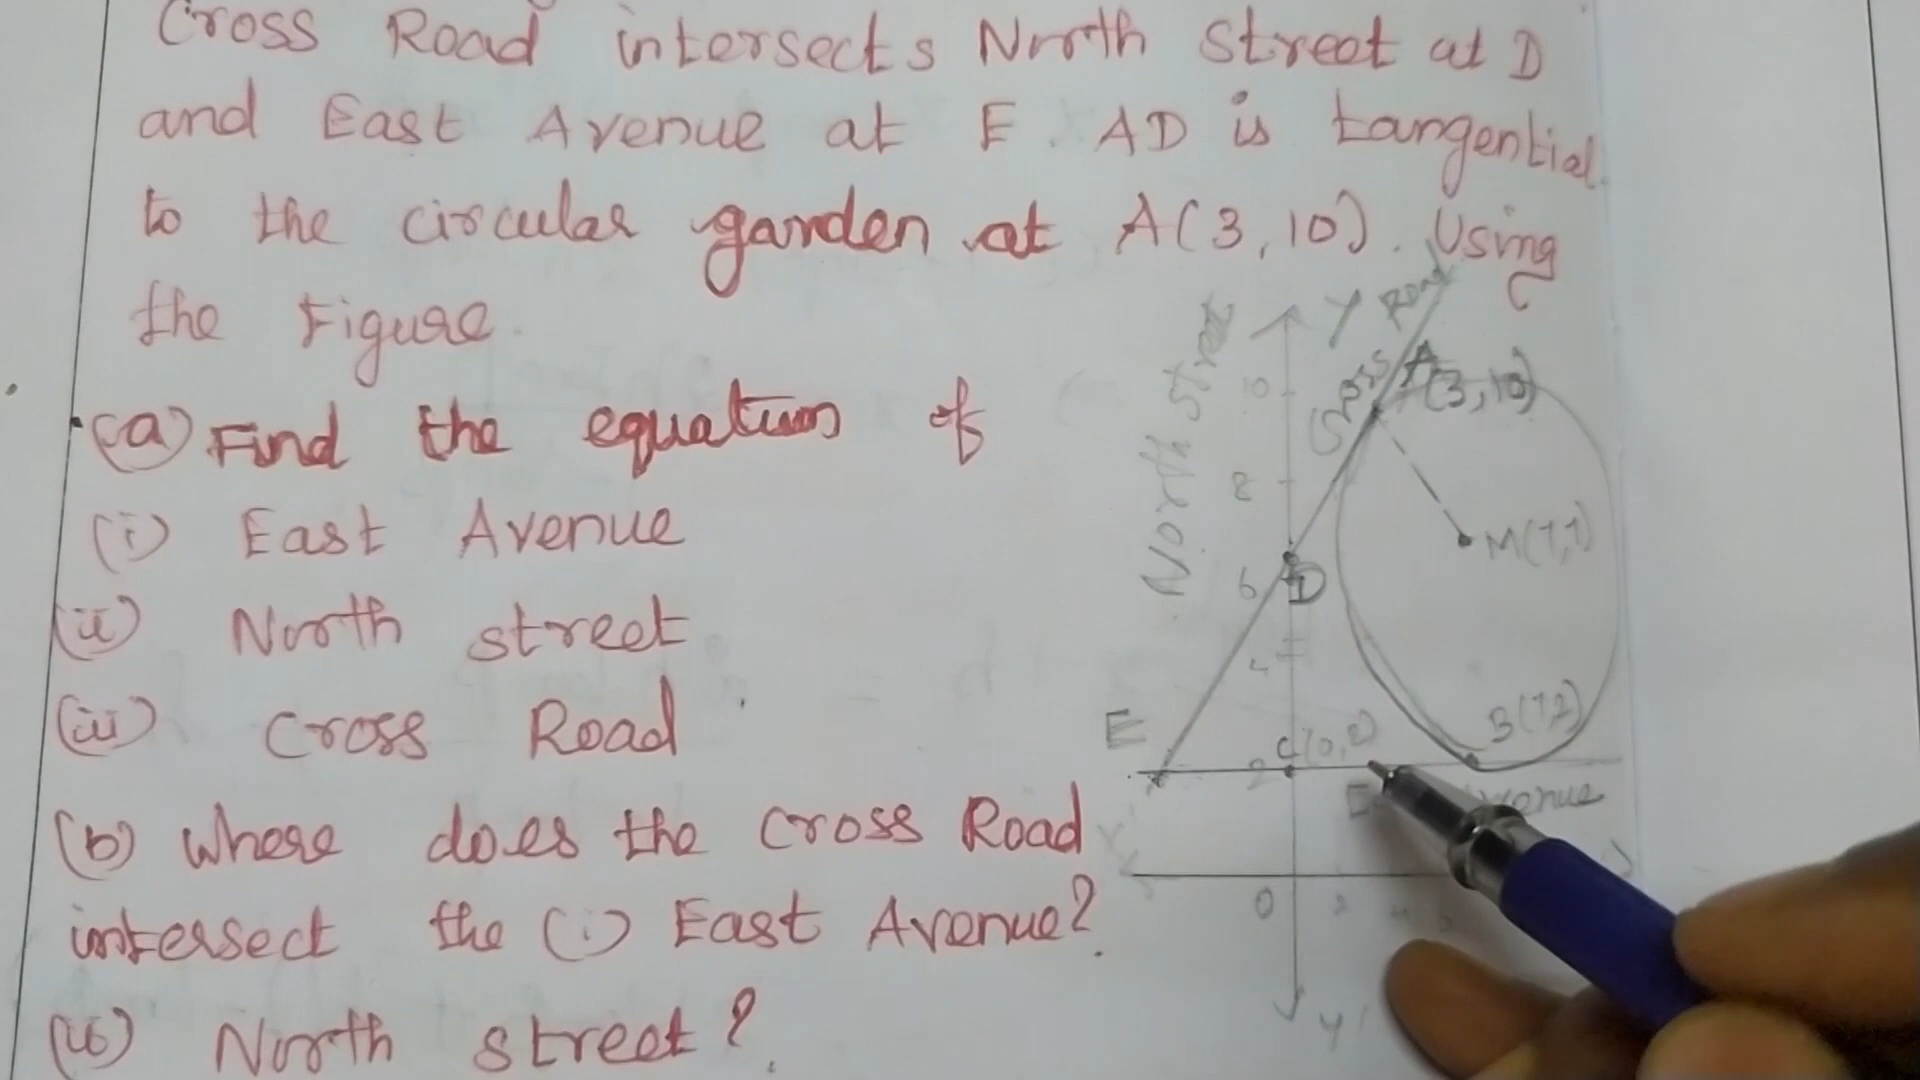 Cross Road intersects North Street at D
and East Avenue at E. AD is tangential
to the circular garden at A(3,10). Using
the Figure
(a) Find the equation of
(i) East Avenue
(ii) North street
(iii) Cross Road
(b) where does the cross Road
intersect the (i) East Avenue?
(ii) North street?
Y
Road
Cross
North Street
A(3,10)
10
8
M(7,7)
6
D
4
E
C(0,2)
B(7,2)
2
0
Y'